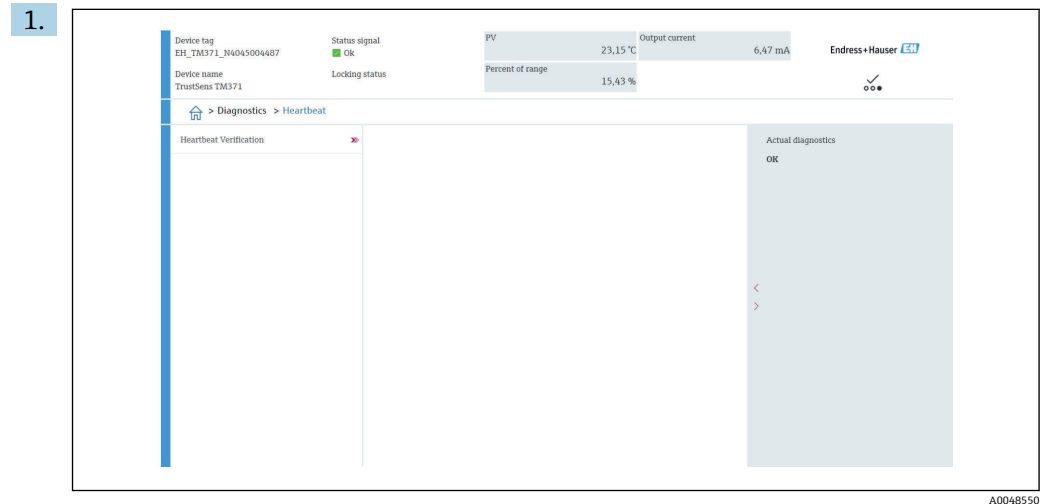 1.
Device tag
EH_TM371_N4045004487
Status signal
Ok
PV
23,15 °C
Output current
6,47 mA
Endress+Hauser EH
Device name
TrustSens TM371
Locking status
Percent of range
15,43 %
> Diagnostics > Heartbeat
Heartbeat Verification
Actual diagnostics
OK
A0048550